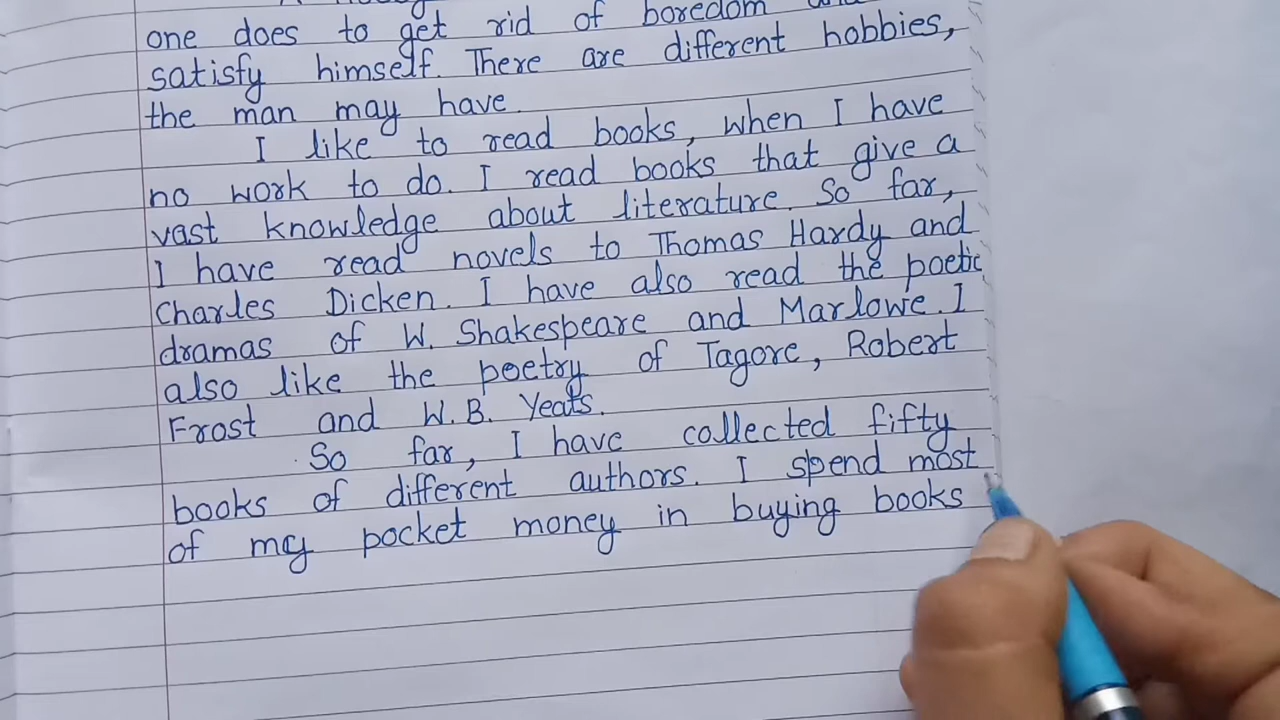 A Hobby
one does to get rid of boredom and
satisfy himself. There are different hobbies,
the man may have.
I like to read books, when I have
no work to do. I read books that give a
vast knowledge about literature. So far,
I have read novels to Thomas Hardy and
Charles Dicken. I have also read the poetic
dramas of W. Shakespeare and Marlowe. I
also like the poetry of Tagore, Robert
Frost and W.B. Yeats.
So far, I have collected fifty
books of different authors. I spend most
of my pocket money in buying books